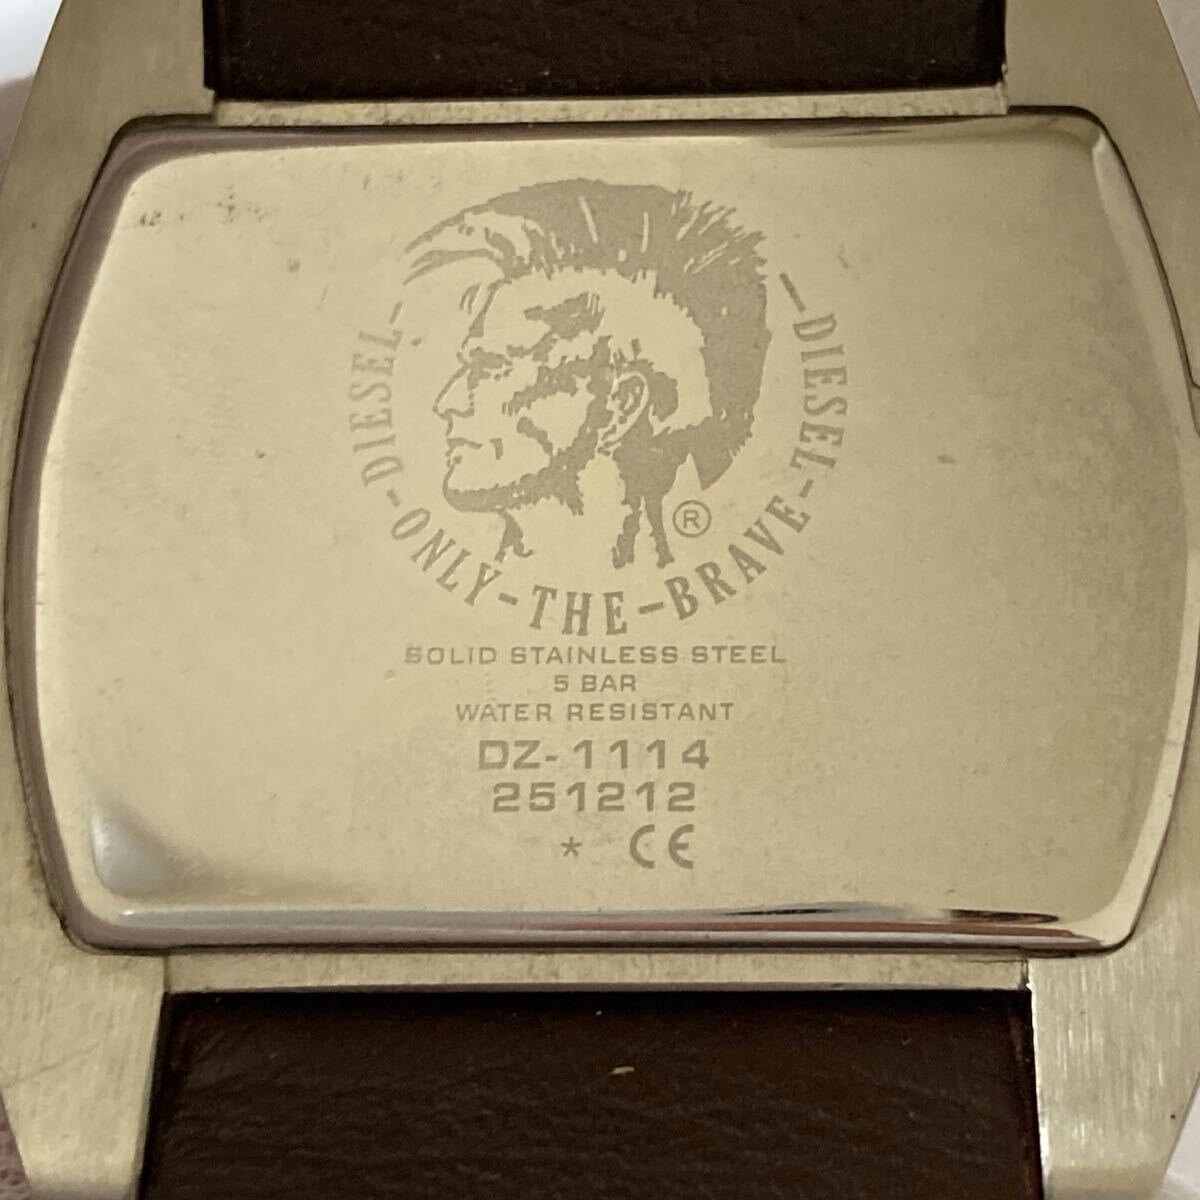 DIESEL-ONLY-THE-BRAVE-DIESEL
®
SOLID STAINLESS STEEL
5 BAR
WATER RESISTANT
DZ-1114
251212
* CE